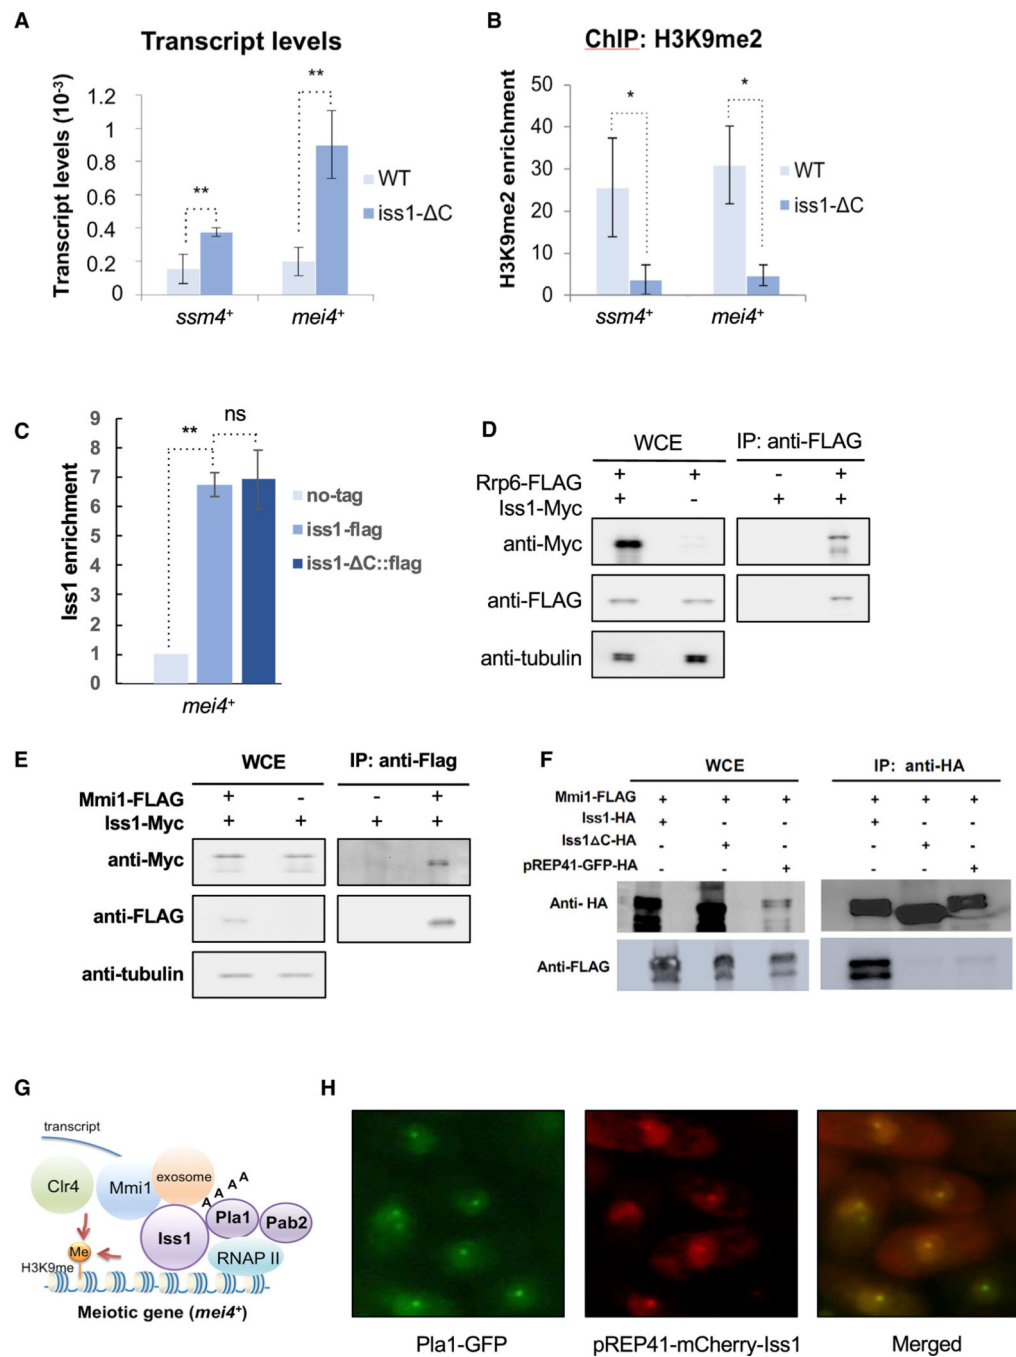 A
Transcript levels
Transcript levels (10⁻³)
1.2
1
0.8
0.6
0.4
0.2
0
**
**
WT
iss1-ΔC
ssm4⁺
mei4⁺
B
ChIP: H3K9me2
H3K9me2 enrichment
50
40
30
20
10
0
*
*
WT
iss1-ΔC
ssm4⁺
mei4⁺
C
Iss1 enrichment
9
8
7
6
5
4
3
2
1
0
**
ns
no-tag
iss1-flag
iss1-ΔC::flag
mei4⁺
D
WCE
IP: anti-FLAG
Rrp6-FLAG + + - +
Iss1-Myc + - + +
anti-Myc
anti-FLAG
anti-tubulin
E
WCE
IP: anti-Flag
Mmi1-FLAG + - - +
Iss1-Myc + + + +
anti-Myc
anti-FLAG
anti-tubulin
F
WCE
IP: anti-HA
Mmi1-FLAG + + + + + +
Iss1-HA + - - + - -
Iss1ΔC-HA - + - - + -
pREP41-GFP-HA - - + - - +
Anti- HA
Anti-FLAG
G
transcript
Clr4
Mmi1
exosome
A A A A
Iss1
Pla1
Pab2
RNAP II
Me
H3K9me
Meiotic gene (mei4⁺)
H
Pla1-GFP
pREP41-mCherry-Iss1
Merged